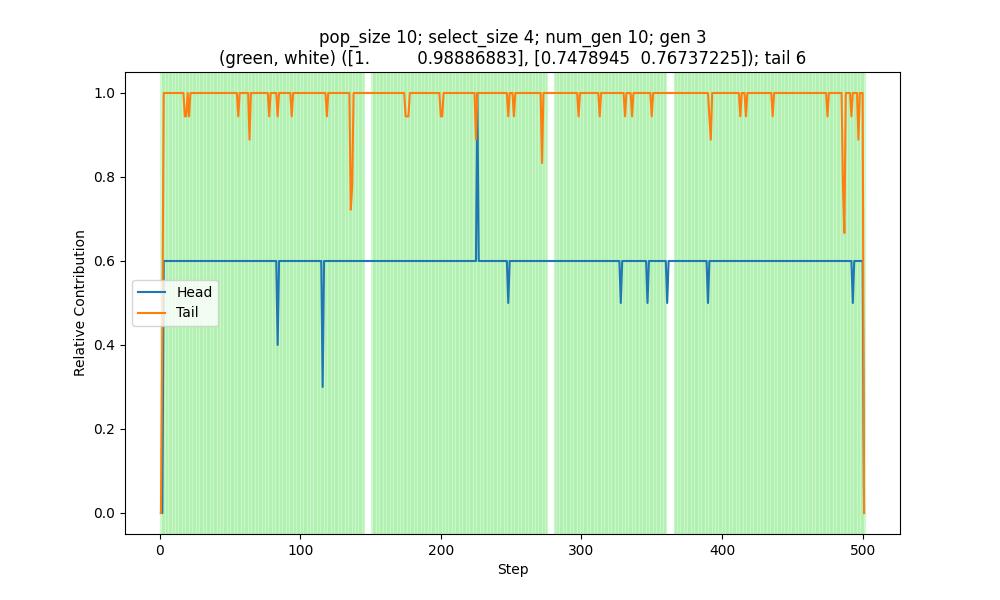 pop_size 10; select_size 4; num_gen 10; gen 3
(green, white) ([1.         0.98886883], [0.7478945  0.76737225]); tail 6
1.0
0.8
0.6
0.4
0.2
0.0
Relative Contribution
Head
Tail
0
100
200
300
400
500
Step